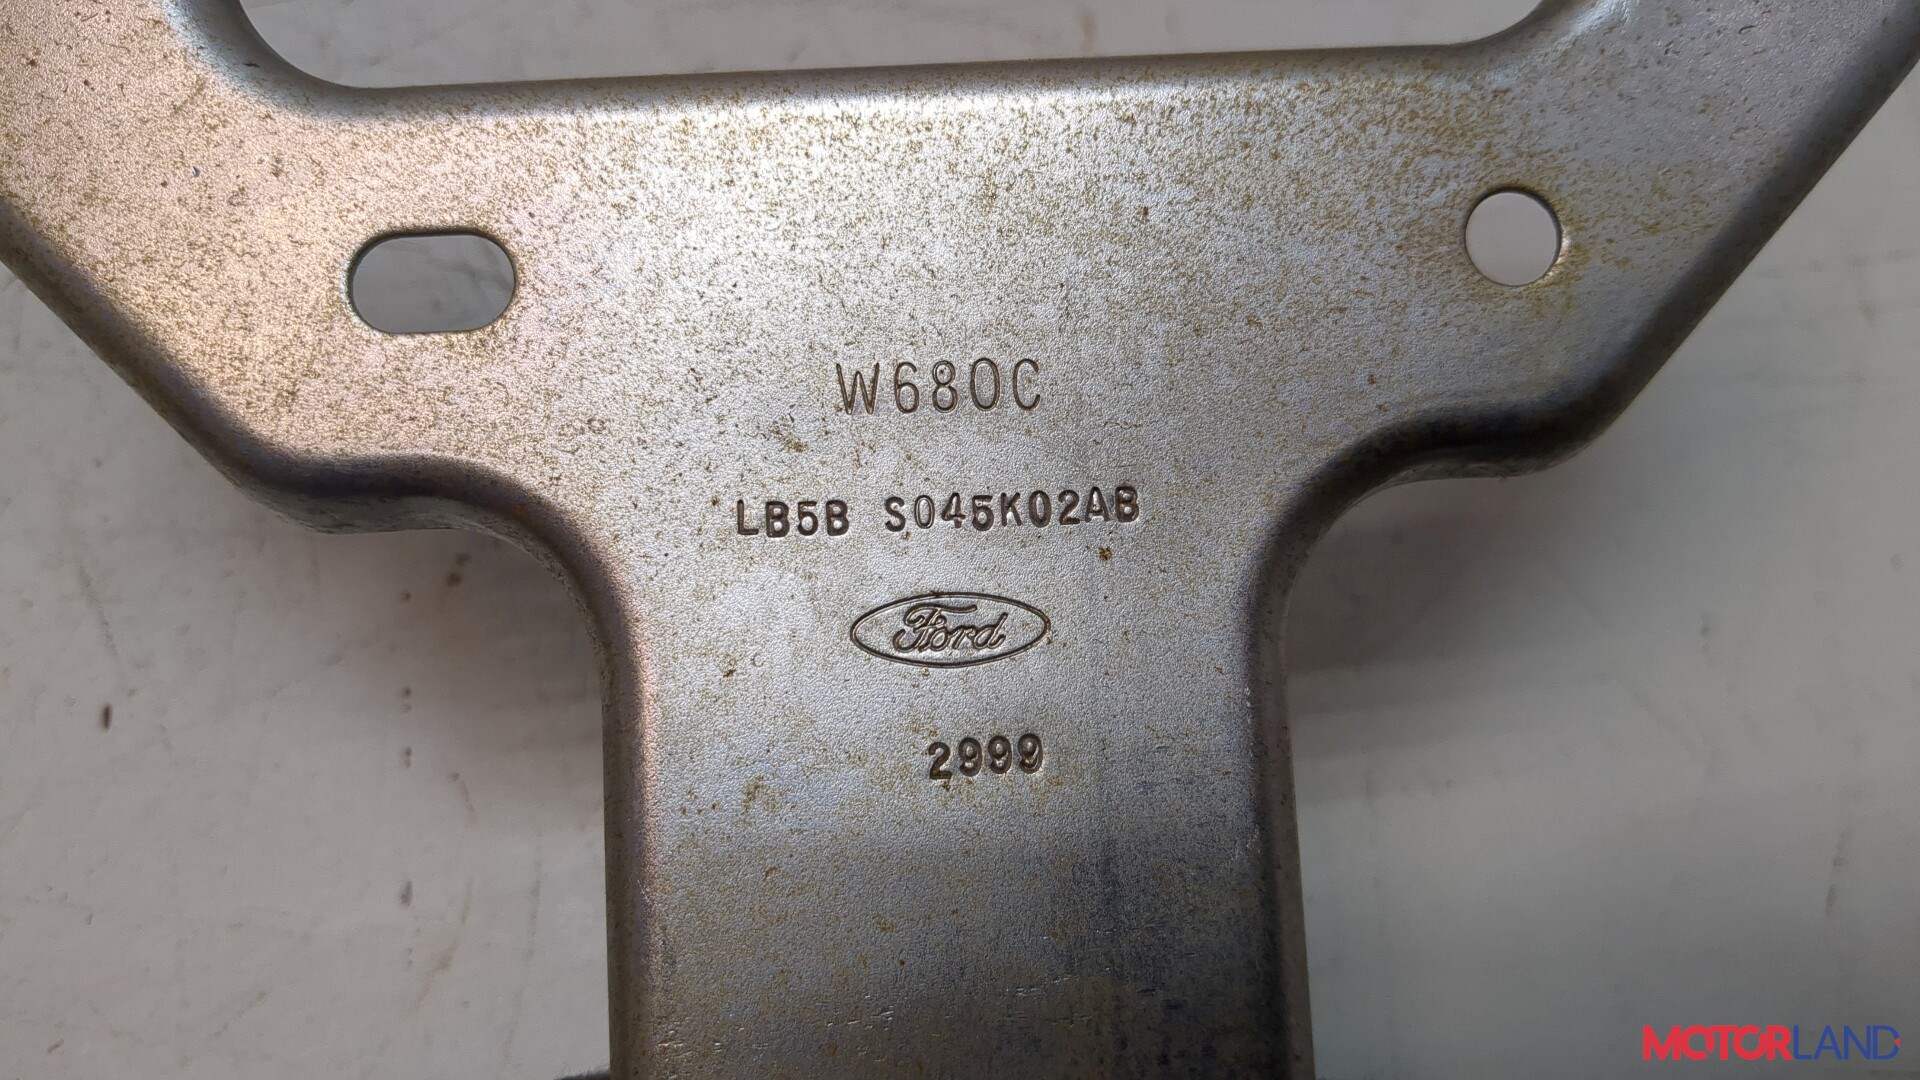 W680C
LB5B S045K02AB
Ford
2999
MOTORLAND